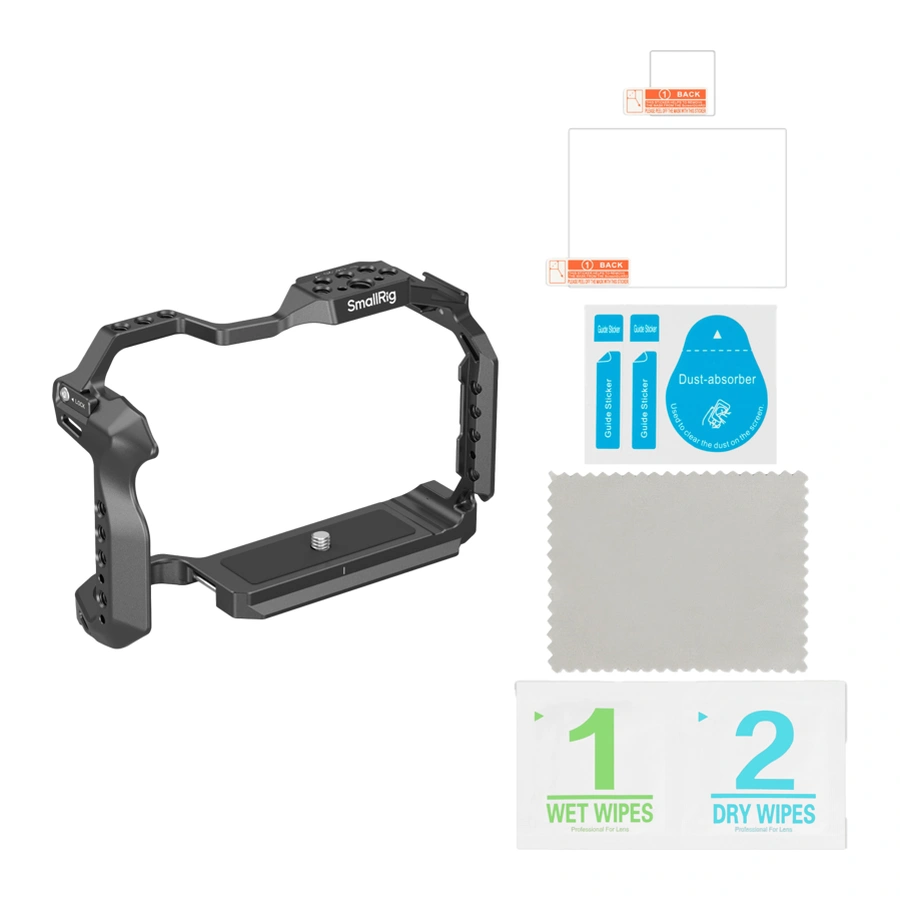 1 BACK
1 BACK
SmallRig
LOCK
Guide Sticker
Guide Sticker
Guide Sticker
Guide Sticker
Dust-absorber
Used to clear the dust on the screen.
1
2
WET WIPES
DRY WIPES
Professional For Lens
Professional For Lens